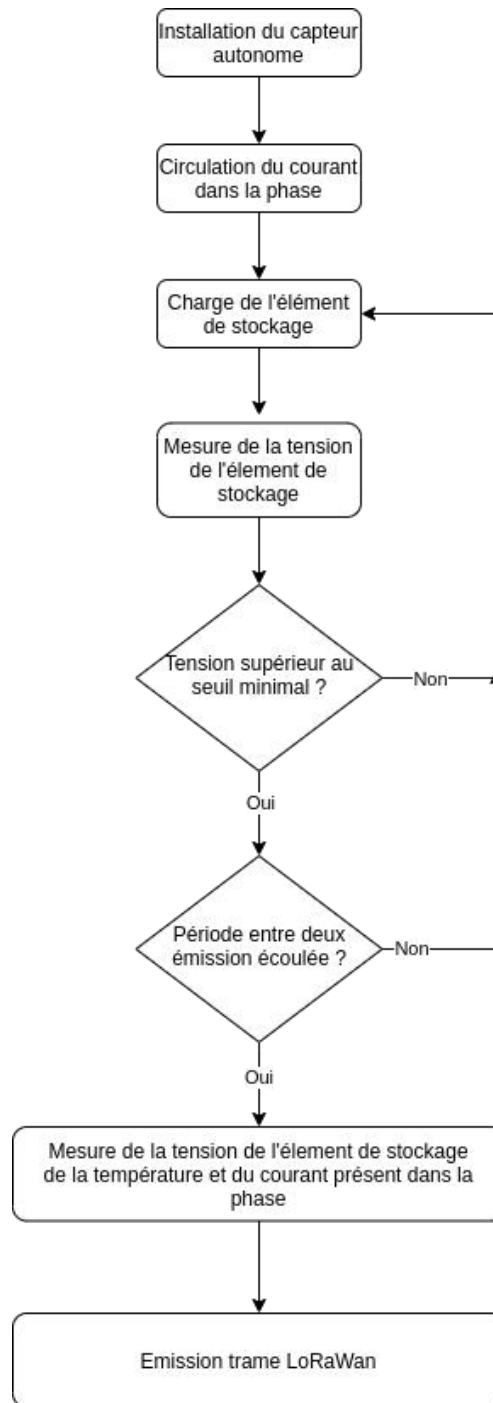 Installation du capteur
autonome
Circulation du courant
dans la phase
Charge de l'élément
de stockage
Mesure de la tension
de l'élement de
stockage
Tension supérieur au
seuil minimal ?
Non
Oui
Période entre deux
émission écoulée ?
Non
Oui
Mesure de la tension de l'élement de stockage
de la température et du courant présent dans la
phase
Emission trame LoRaWan